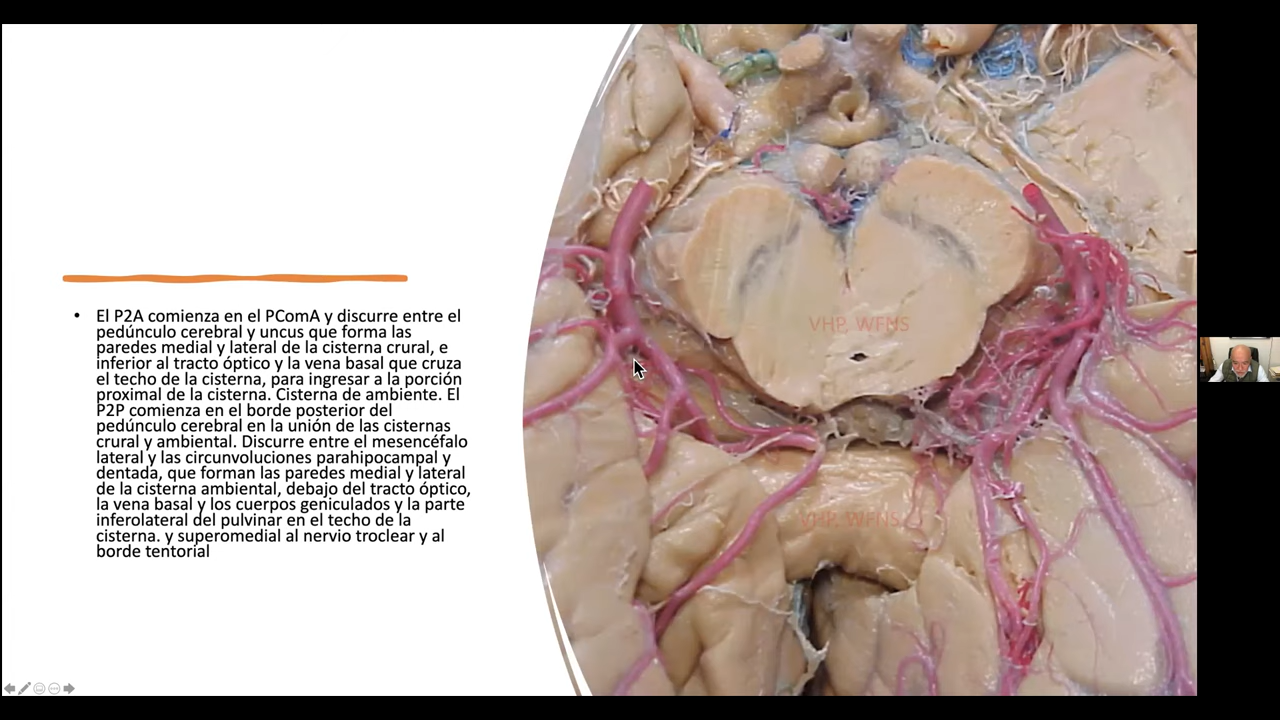 El P2A comienza en el PComA y discurre entre el
pedúnculo cerebral y uncus que forma las
paredes medial y lateral de la cisterna crural, e
inferior al tracto óptico y la vena basal que cruza
el techo de la cisterna, para ingresar a la porción
proximal de la cisterna. Cisterna de ambiente. El
P2P comienza en el borde posterior del
pedúnculo cerebral en la unión de las cisternas
crural y ambiental. Discurre entre el mesencéfalo
lateral y las circunvoluciones parahipocampal y
dentada, que forman las paredes medial y lateral
de la cisterna ambiental, debajo del tracto óptico,
la vena basal y los cuerpos geniculados y la parte
inferolateral del pulvinar en el techo de la
cisterna. y superomedial al nervio troclear y al
borde tentorial
VHP, WFNS
VHP, WFNS